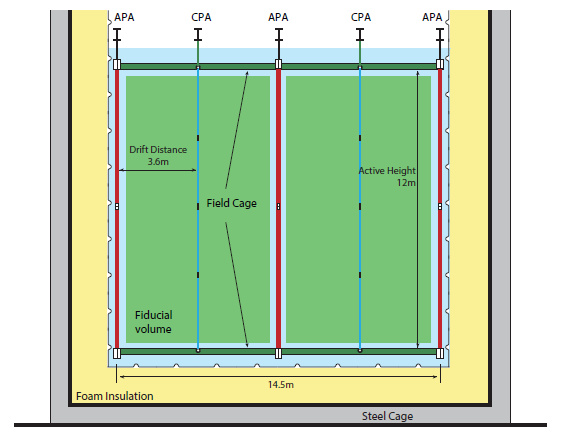 APA CPA APA CPA APA
Drift Distance
3.6m
Active Height
12m
Field Cage
Fiducial
volume
14.5m
Foam Insulation
Steel Cage